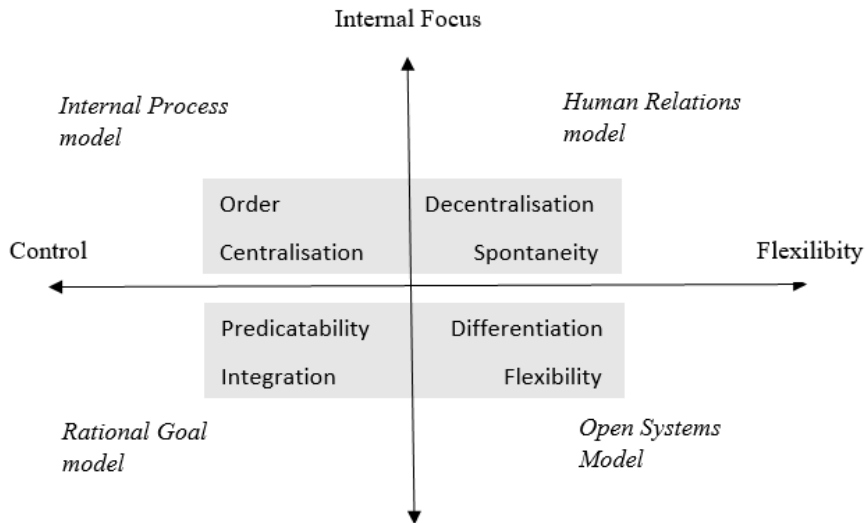 Internal Focus
Internal Process
model
Human Relations
model
Order
Decentralisation
Centralisation
Spontaneity
Control
Flexilibity
Predicatability
Differentiation
Integration
Flexibility
Rational Goal
model
Open Systems
Model